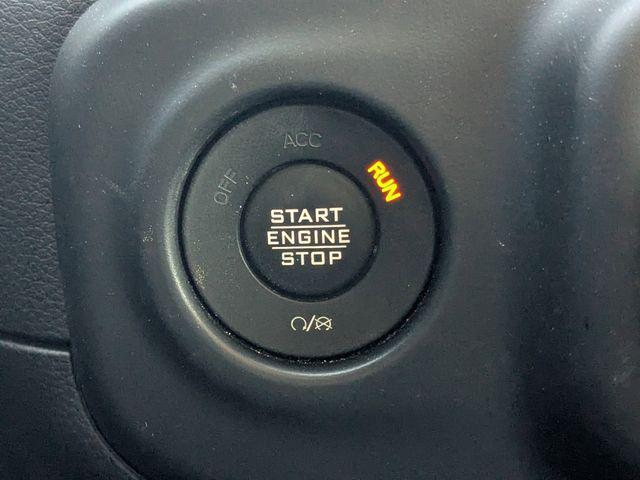 ACC
OFF
RUN
START
ENGINE
STOP